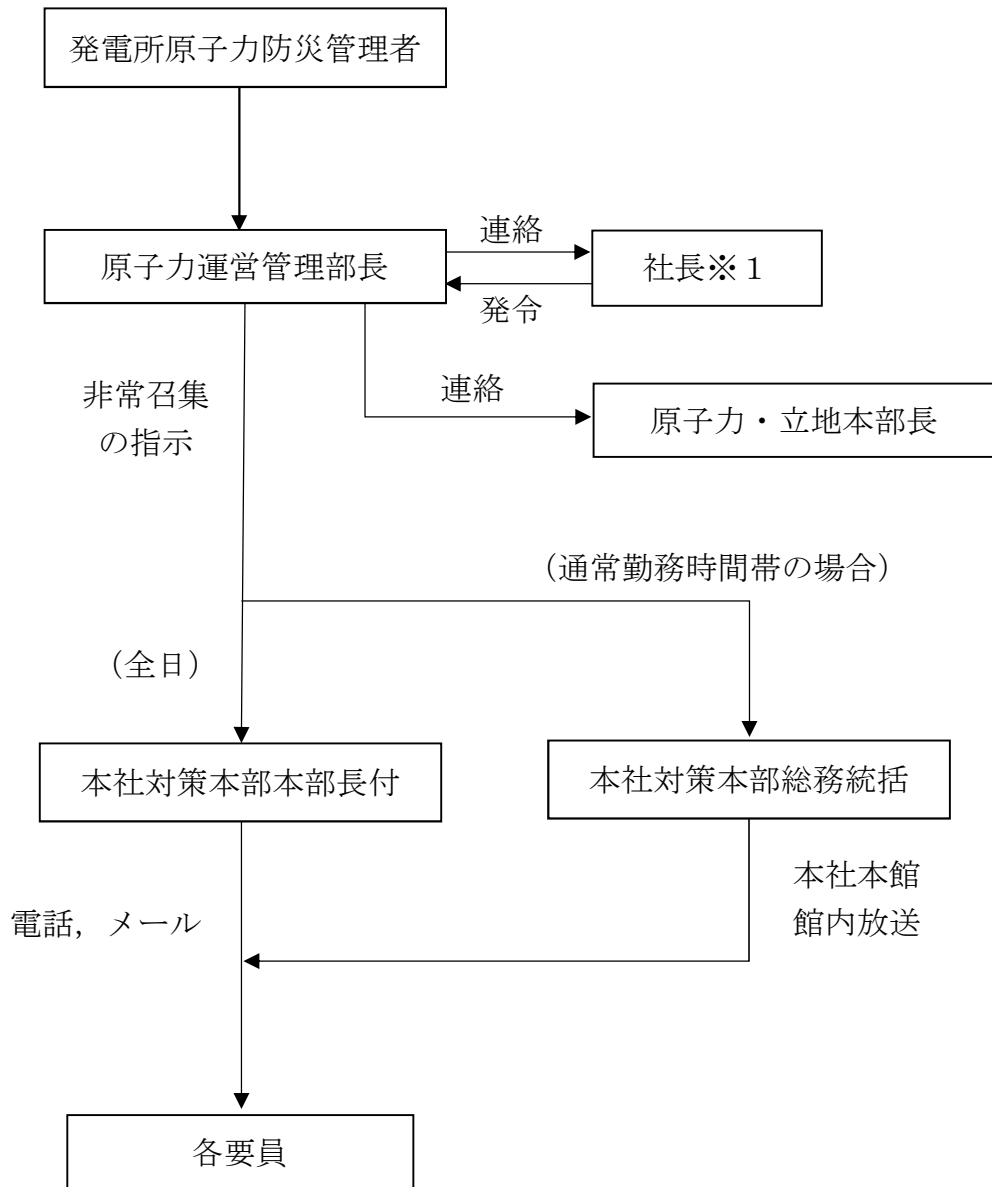 発電所原子力防災管理者
連絡
原子力運営管理部長
社長※１
発令
非常召集
の指示
連絡
原子力・立地本部長
（通常勤務時間帯の場合）
（全日）
本社対策本部本部長付
本社対策本部総務統括
電話，メール
本社本館
館内放送
各要員